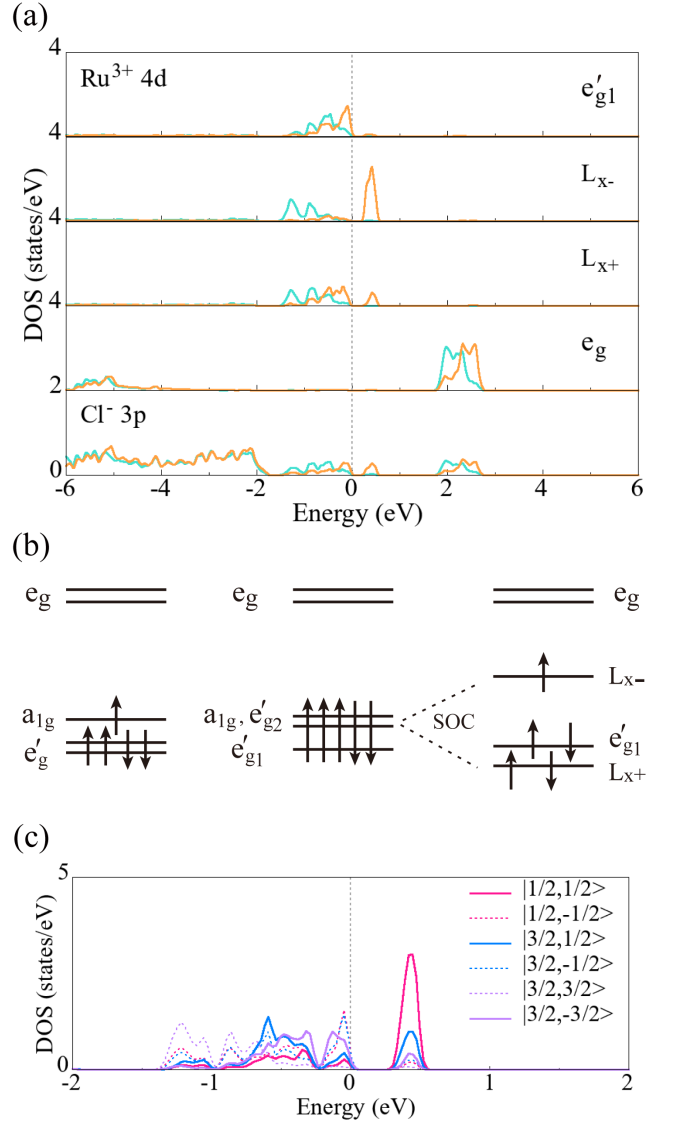 (a)
4
Ru³⁺ 4d
e′g1
4
Lx-
4
Lx+
4
eg
2
Cl⁻ 3p
0
DOS (states/eV)
-6 -4 -2 0 2 4 6
Energy (eV)
(b)
eg eg eg
Lx-
a1g a1g, e′g2 SOC
e′g e′g1 e′g1
Lx+
(c)
5
|1/2,1/2>
|1/2,-1/2>
|3/2,1/2>
|3/2,-1/2>
|3/2,3/2>
|3/2,-3/2>
DOS (states/eV)
0
-2 -1 0 1 2
Energy (eV)